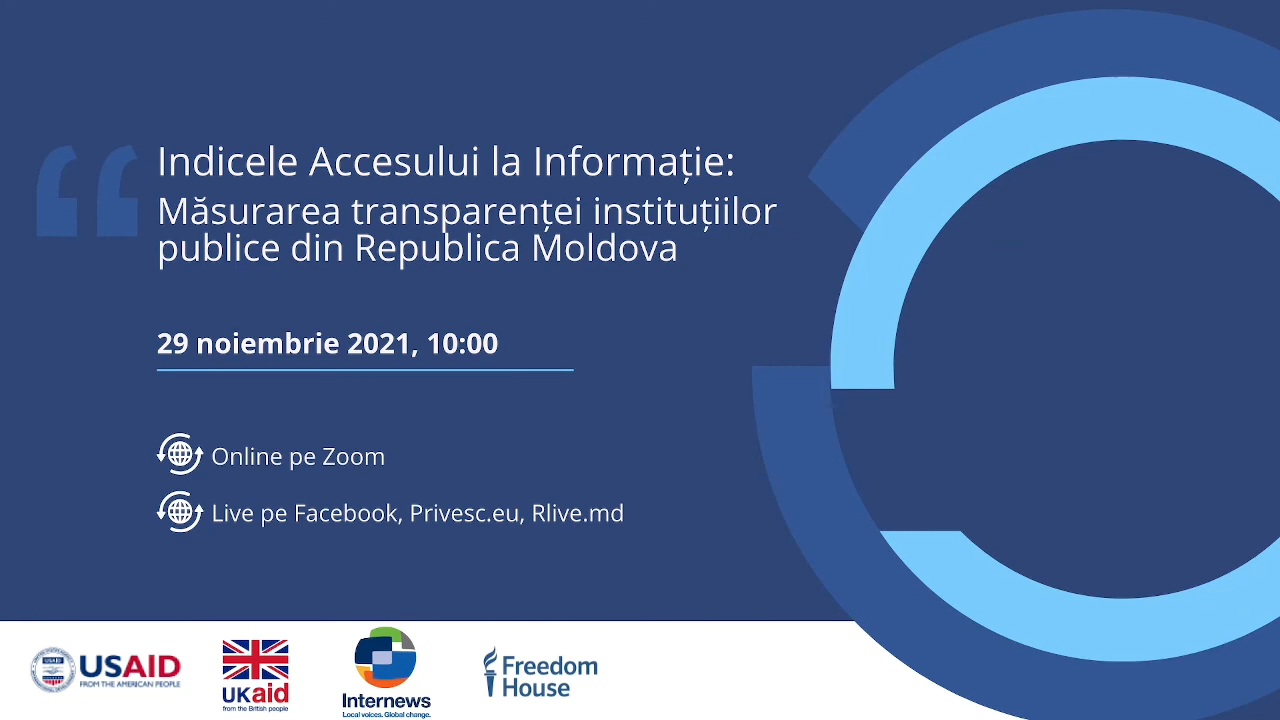 Indicele Accesului la Informație:
Măsurarea transparenței instituțiilor
publice din Republica Moldova
29 noiembrie 2021, 10:00
Online pe Zoom
Live pe Facebook, Privesc.eu, Rlive.md
USAID
FROM THE AMERICAN PEOPLE
UKaid
from the British people
Internews
Local voices. Global change.
Freedom
House